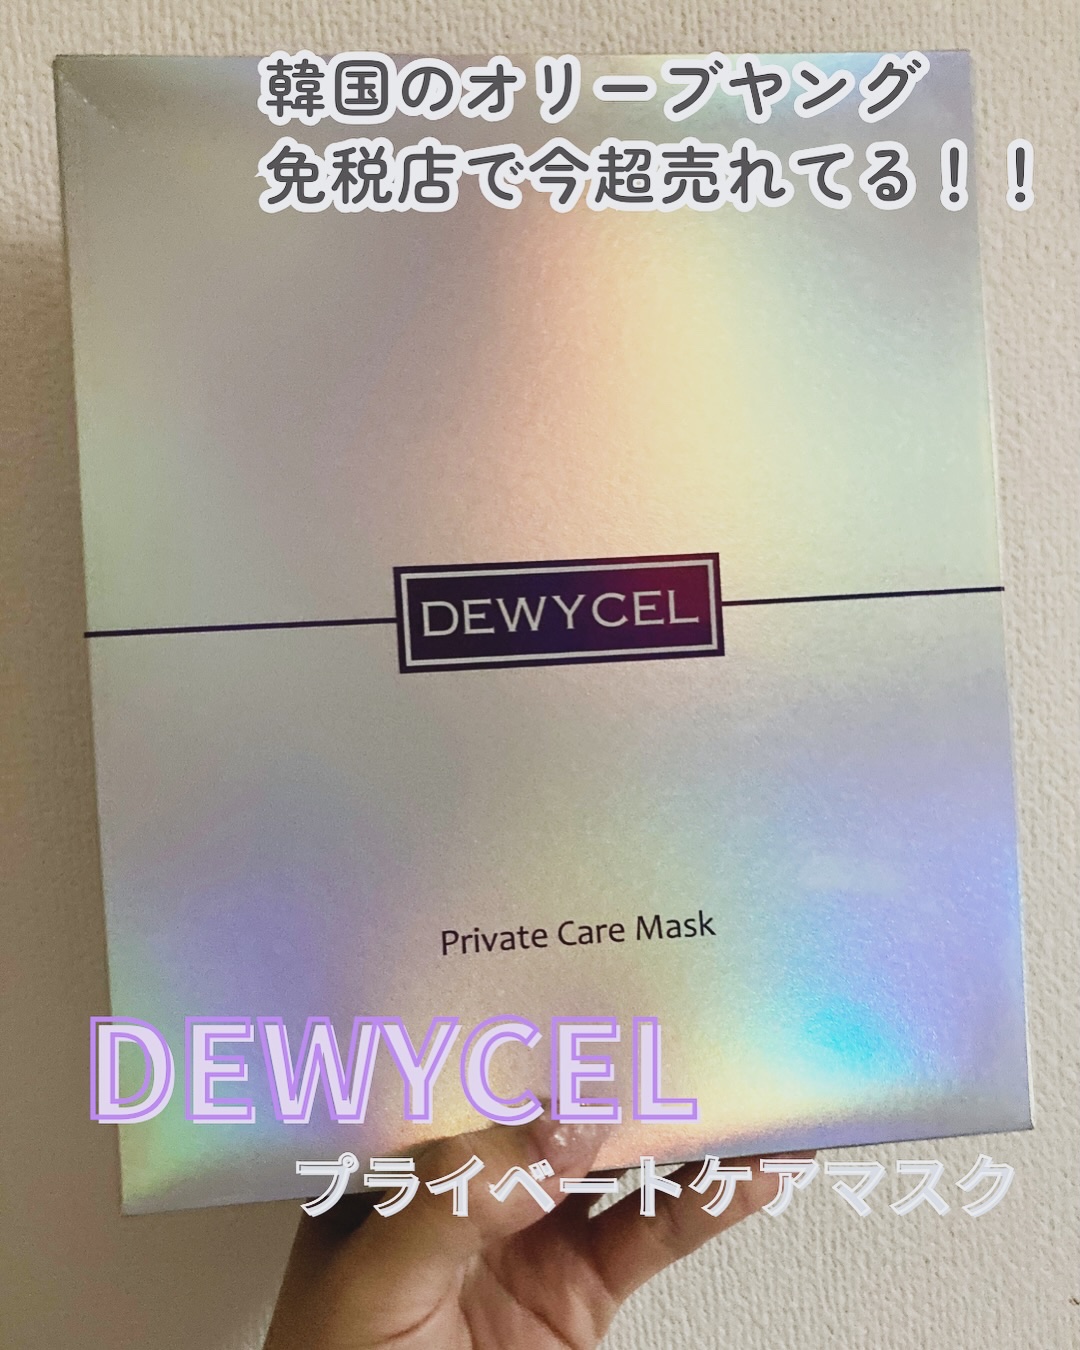 韓国のオリーブヤング
免税店で今超売れてる！！
DEWYCEL
Private Care Mask
DEWYCEL
プライベートケアマスク